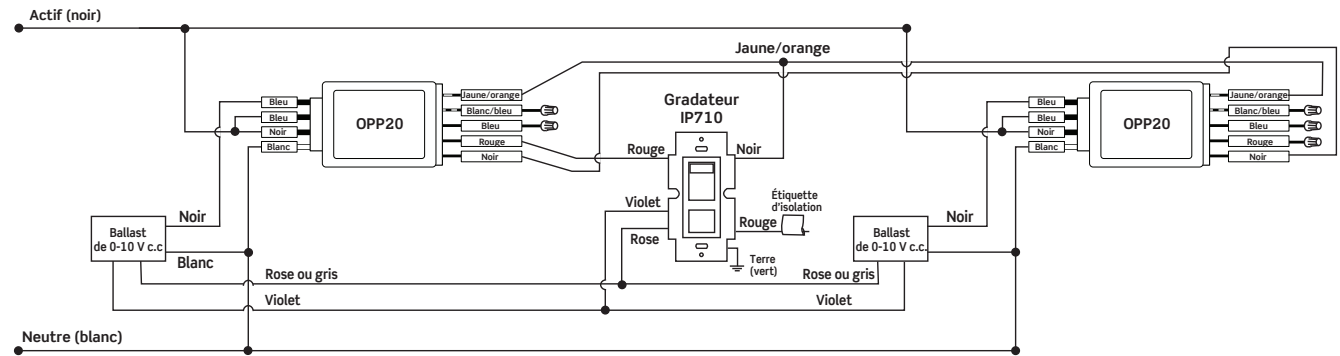 Actif (noir)
Jaune/orange
Bleu
Bleu
Noir
Blanc
OPP20
Jaune/orange
Blanc/bleu
Bleu
Rouge
Noir
Gradateur
IP710
Rouge
Noir
Violet
Rose
Rouge
Étiquette
d'isolation
Terre
(vert)
Bleu
Bleu
Noir
Blanc
OPP20
Jaune/orange
Blanc/bleu
Bleu
Rouge
Noir
Ballast
de 0-10 V c.c
Noir
Blanc
Rose ou gris
Violet
Ballast
de 0-10 V c.c.
Noir
Rose ou gris
Violet
Neutre (blanc)